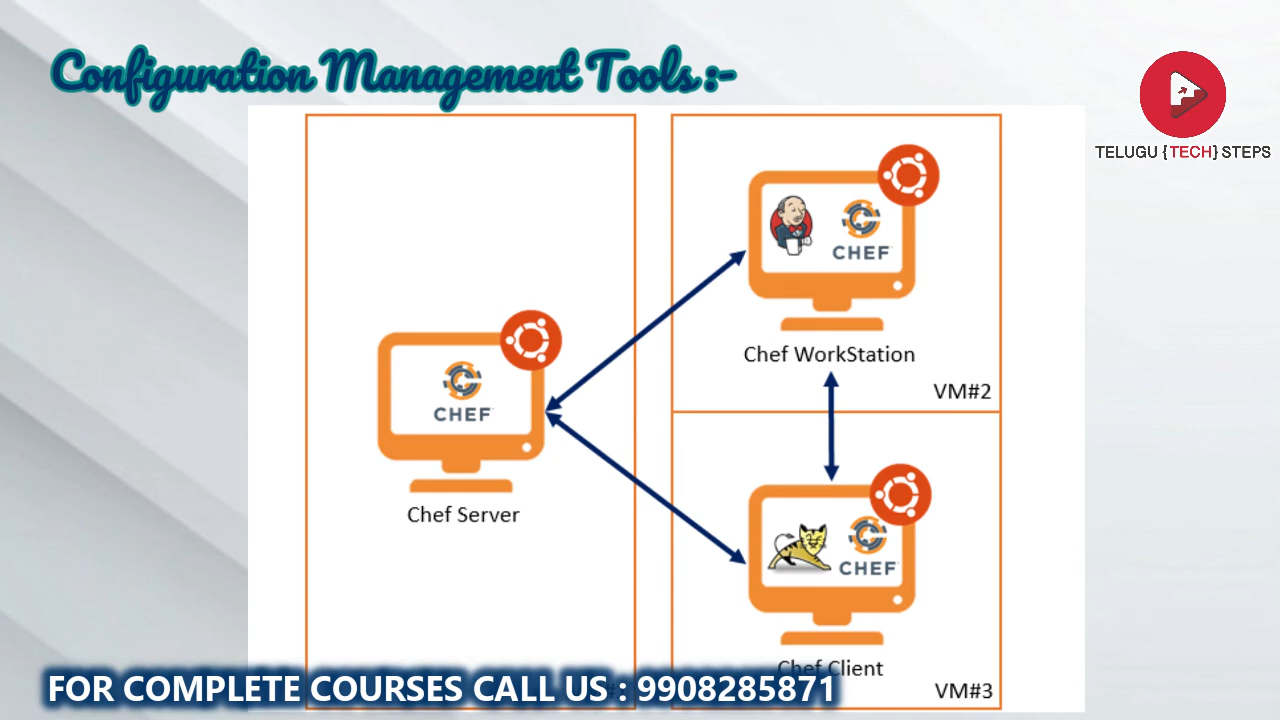 Configuration Management Tools :-
TELUGU {TECH} STEPS
CHEF
Chef WorkStation
VM#2
CHEF
Chef Server
CHEF
Chef Client
VM#3
FOR COMPLETE COURSES CALL US : 9908285871